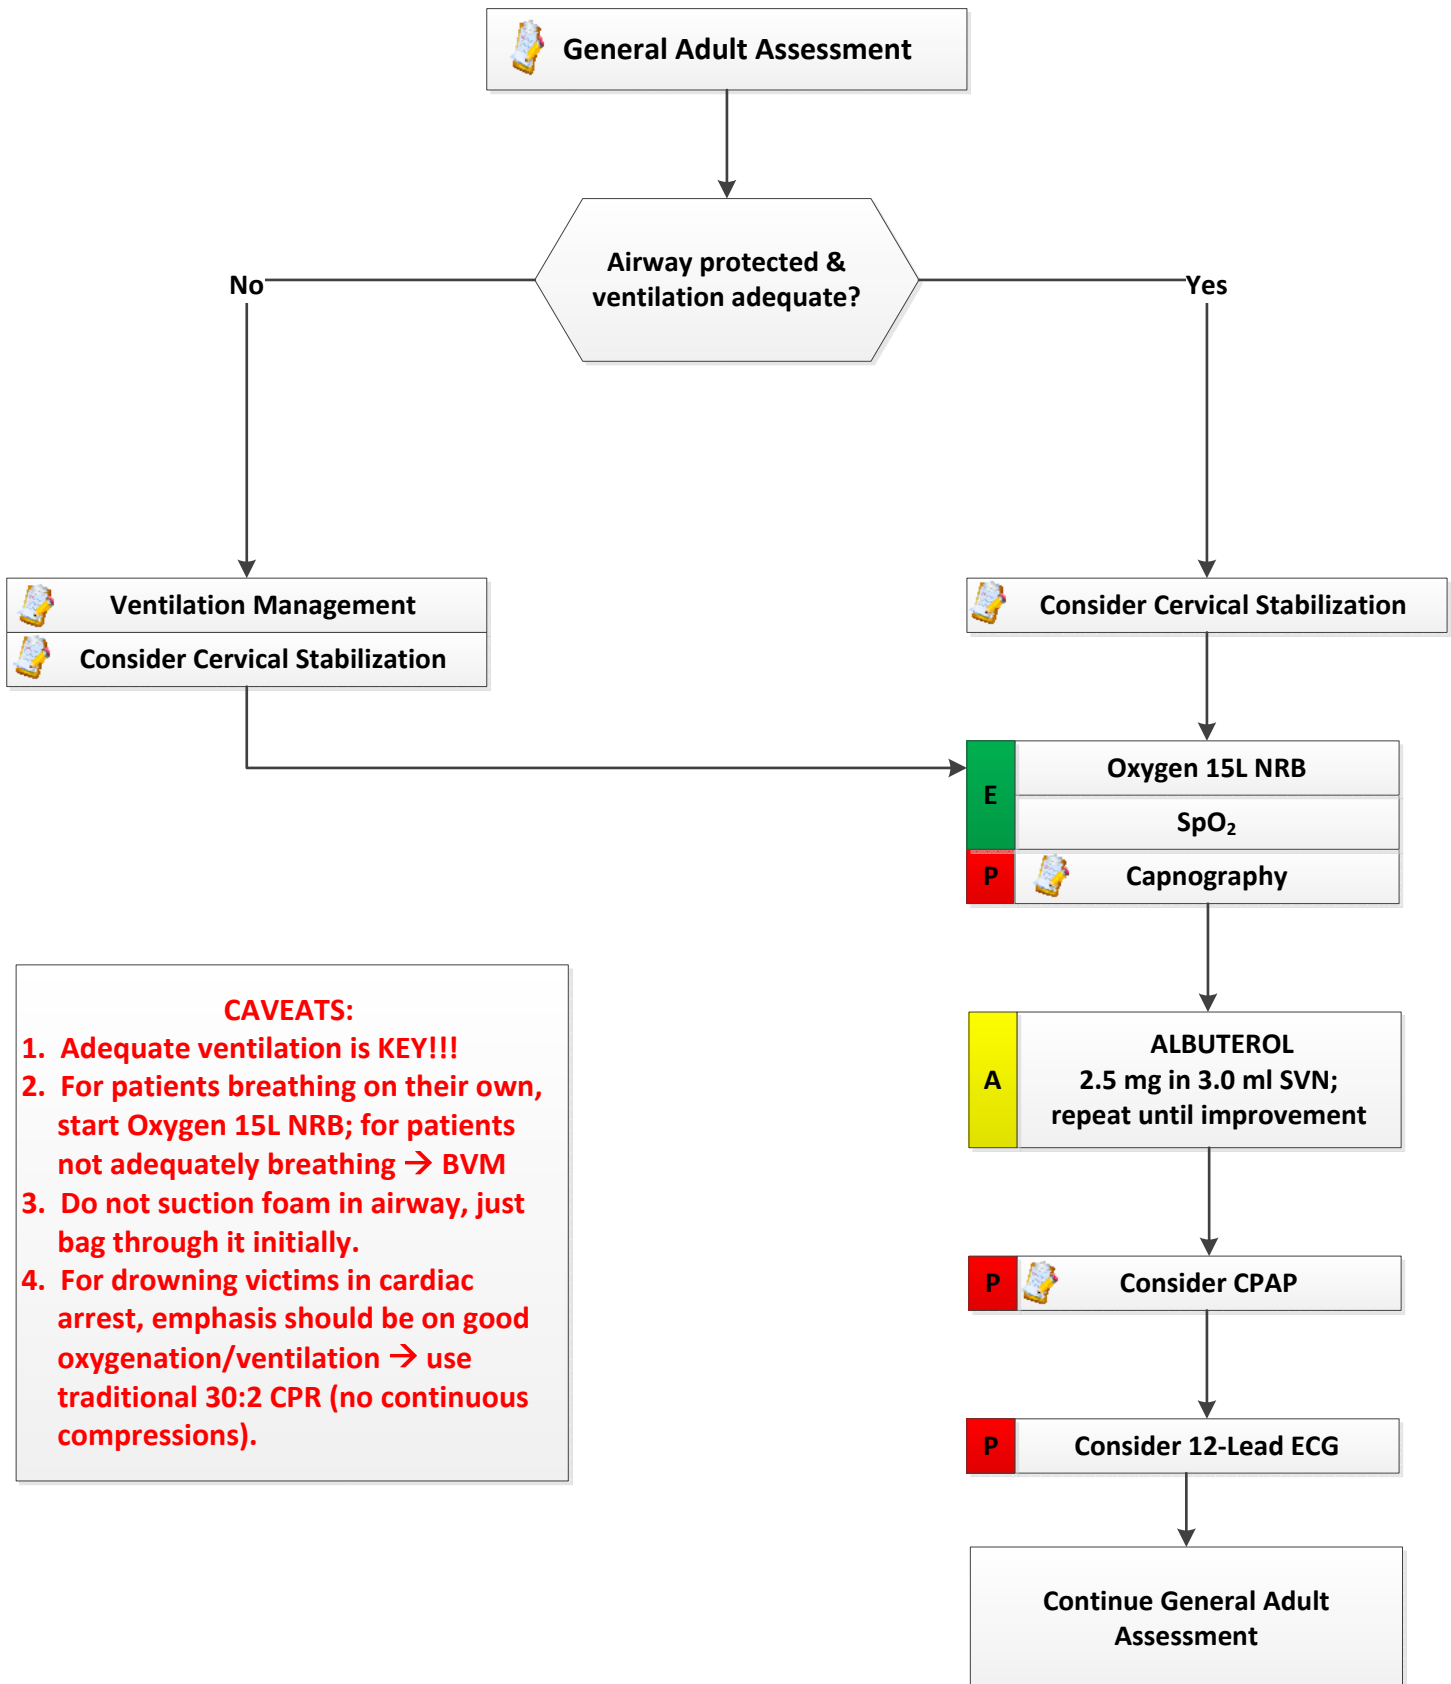 General Adult Assessment
Airway protected &
ventilation adequate?
No
Yes
Ventilation Management
Consider Cervical Stabilization
Consider Cervical Stabilization
E
Oxygen 15L NRB
SpO₂
P
Capnography
A
ALBUTEROL
2.5 mg in 3.0 ml SVN;
repeat until improvement
P
Consider CPAP
P
Consider 12-Lead ECG
Continue General Adult
Assessment
CAVEATS:
1. Adequate ventilation is KEY!!!
2. For patients breathing on their own,
start Oxygen 15L NRB; for patients
not adequately breathing → BVM
3. Do not suction foam in airway, just
bag through it initially.
4. For drowning victims in cardiac
arrest, emphasis should be on good
oxygenation/ventilation → use
traditional 30:2 CPR (no continuous
compressions).